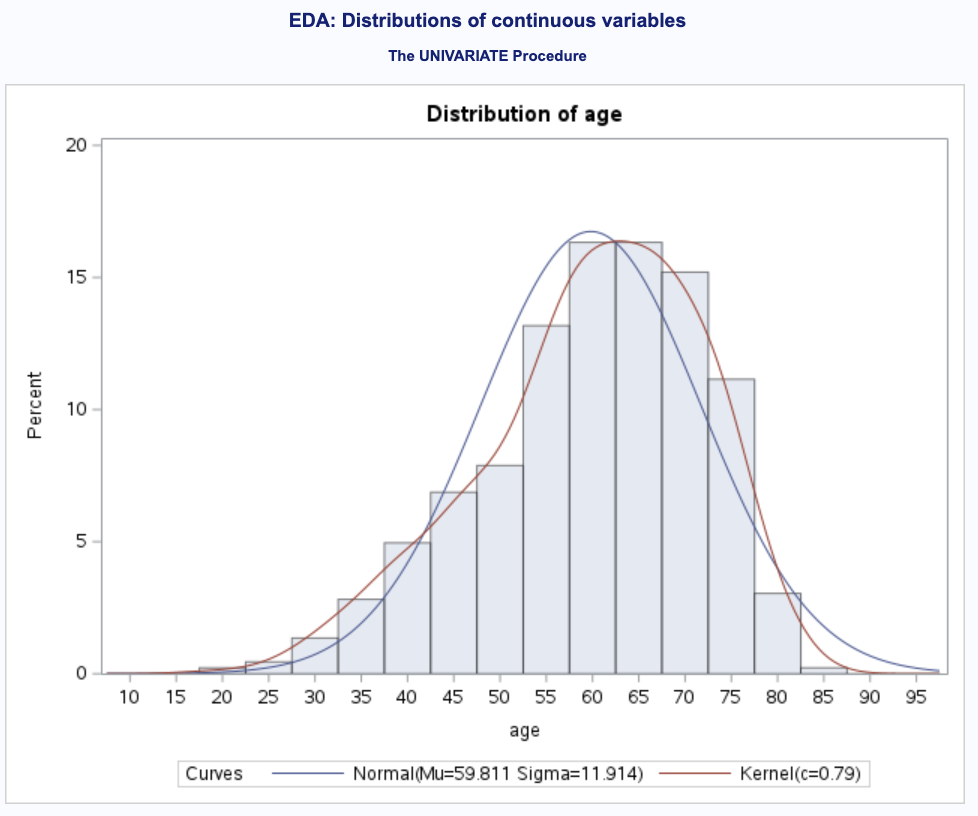 EDA: Distributions of continuous variables
The UNIVARIATE Procedure
Distribution of age
20
15
10
5
0
Percent
10 15 20 25 30 35 40 45 50 55 60 65 70 75 80 85 90 95
age
Curves Normal(Mu=59.811 Sigma=11.914) Kernel(c=0.79)